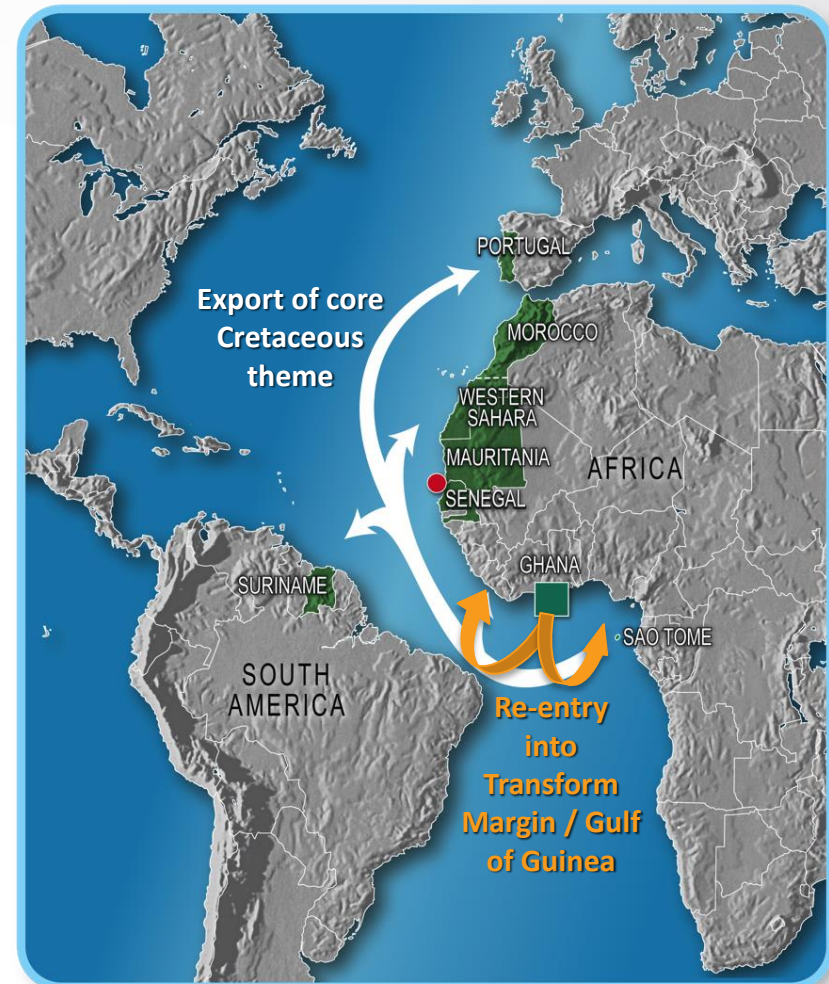 PORTUGAL
Export of core
Cretaceous
theme
MOROCCO
WESTERN
SAHARA
MAURITANIA
AFRICA
SENEGAL
GHANA
SURINAME
SAO TOME
SOUTH
AMERICA
Re-entry
into
Transform
Margin / Gulf
of Guinea